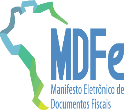 MDFe
Manifesto Eletrônico de
Documentos Fiscais